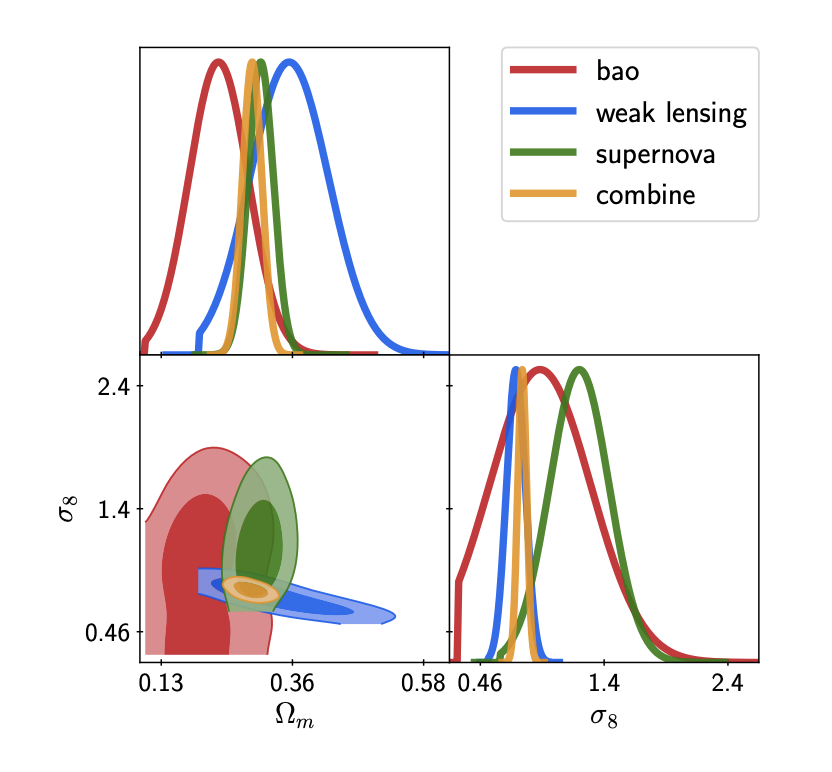 bao
weak lensing
supernova
combine
2.4
σ₈
1.4
0.46
0.13 0.36 0.58 0.46 1.4 2.4
Ωₘ σ₈